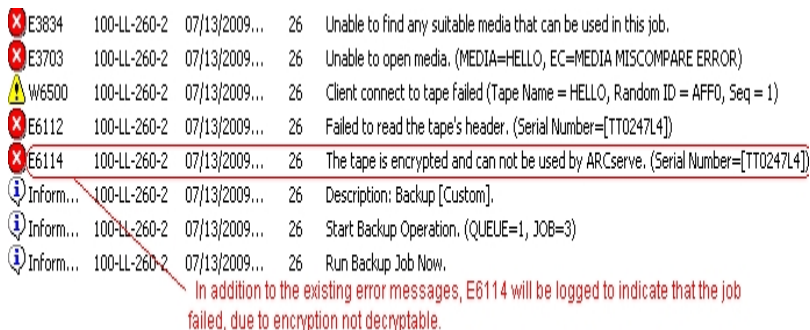 E3834 100-LL-260-2 07/13/2009... 26 Unable to find any suitable media that can be used in this job.
E3703 100-LL-260-2 07/13/2009... 26 Unable to open media. (MEDIA=HELLO, EC=MEDIA MISCOMPARE ERROR)
W6500 100-LL-260-2 07/13/2009... 26 Client connect to tape failed (Tape Name = HELLO, Random ID = AFF0, Seq = 1)
E6112 100-LL-260-2 07/13/2009... 26 Failed to read the tape's header. (Serial Number=[TT0247L4])
E6114 100-LL-260-2 07/13/2009... 26 The tape is encrypted and can not be used by ARCserve. (Serial Number=[TT0247L4])
Inform... 100-LL-260-2 07/13/2009... 26 Description: Backup [Custom].
Inform... 100-LL-260-2 07/13/2009... 26 Start Backup Operation. (QUEUE=1, JOB=3)
Inform... 100-LL-260-2 07/13/2009... 26 Run Backup Job Now.
In addition to the existing error messages, E6114 will be logged to indicate that the job
failed, due to encryption not decryptable.